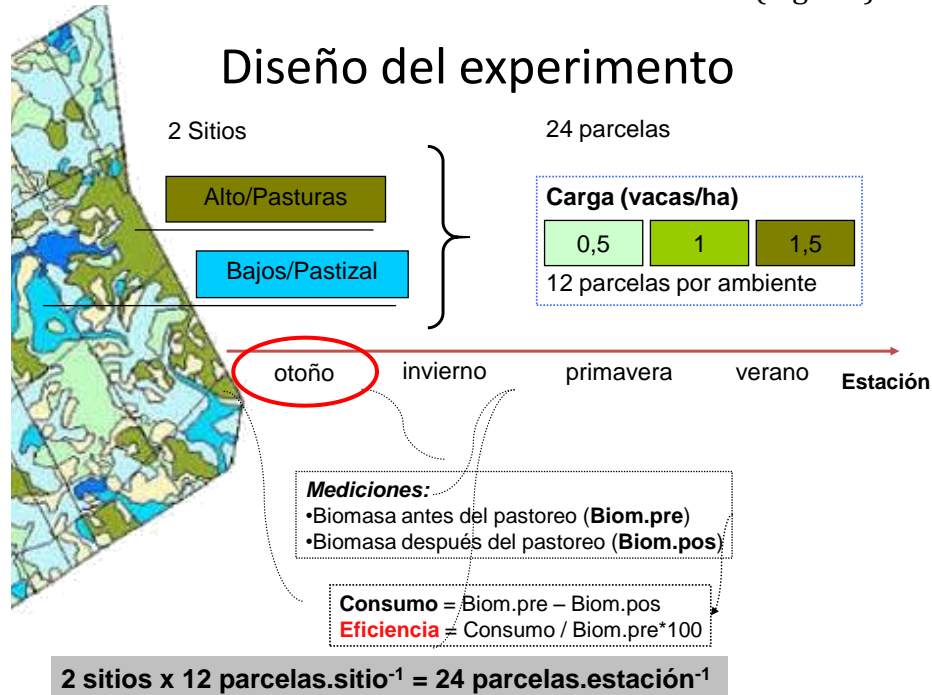 Diseño del experimento
2 Sitios
24 parcelas
Alto/Pasturas
Bajos/Pastizal
Carga (vacas/ha)
0,5 1 1,5
12 parcelas por ambiente
otoño invierno primavera verano Estación
Mediciones:
•Biomasa antes del pastoreo (Biom.pre)
•Biomasa después del pastoreo (Biom.pos)
Consumo = Biom.pre – Biom.pos
Eficiencia = Consumo / Biom.pre*100
2 sitios x 12 parcelas.sitio⁻¹ = 24 parcelas.estación⁻¹